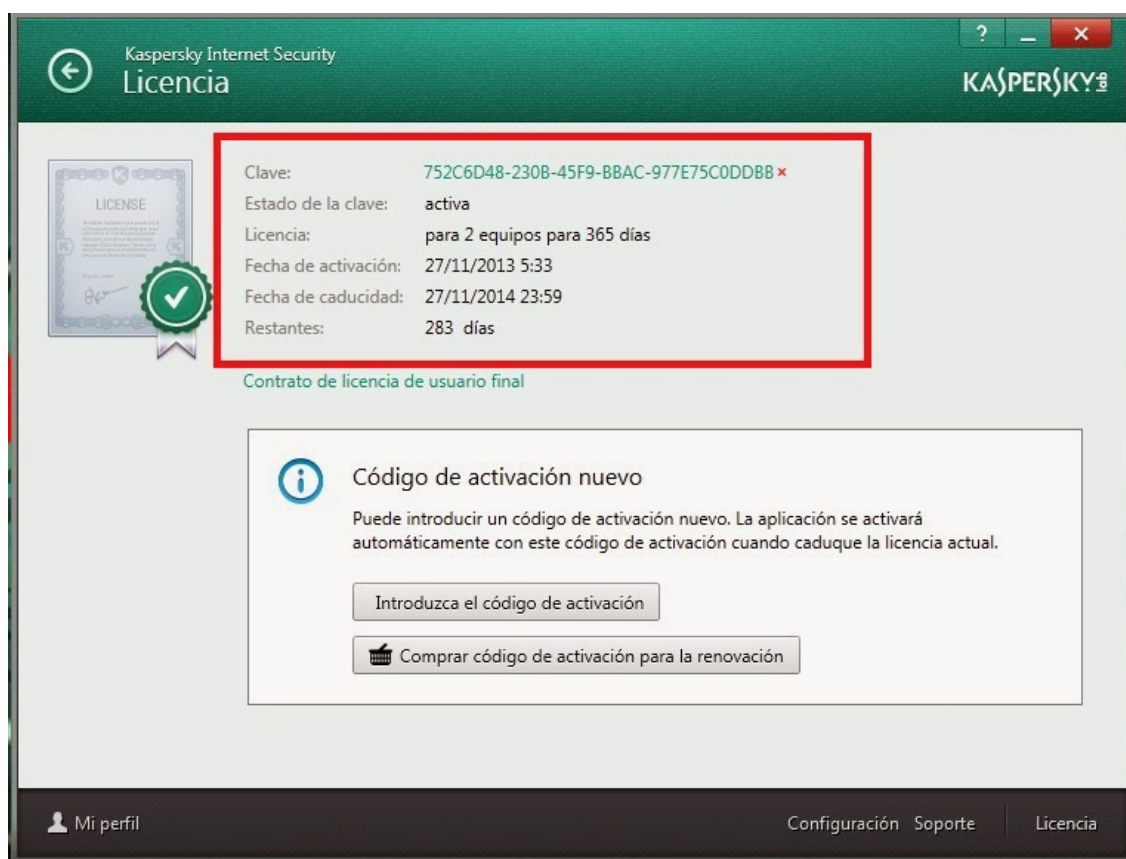 ? _ ×
Kaspersky Internet Security
Licencia
KASPERSKY lab
LICENSE
Clave: 752C6D48-230B-45F9-BBAC-977E75C0DDBB ×
Estado de la clave: activa
Licencia: para 2 equipos para 365 días
Fecha de activación: 27/11/2013 5:33
Fecha de caducidad: 27/11/2014 23:59
Restantes: 283 días
Contrato de licencia de usuario final
Código de activación nuevo
Puede introducir un código de activación nuevo. La aplicación se activará
automáticamente con este código de activación cuando caduque la licencia actual.
Introduzca el código de activación
Comprar código de activación para la renovación
Mi perfil
Configuración Soporte Licencia